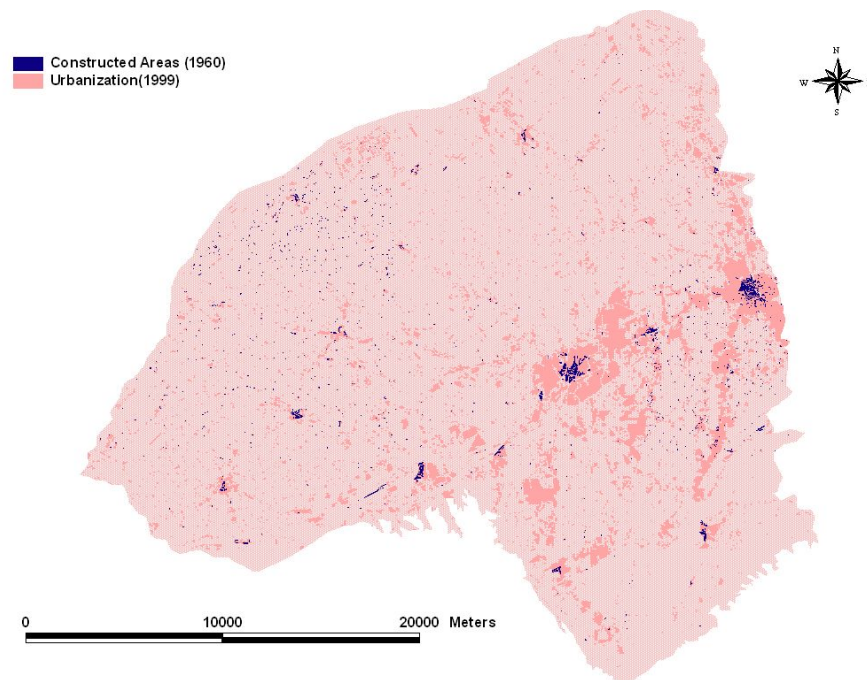 Constructed Areas (1960)
Urbanization(1999)
N
W
S
0 10000 20000 Meters